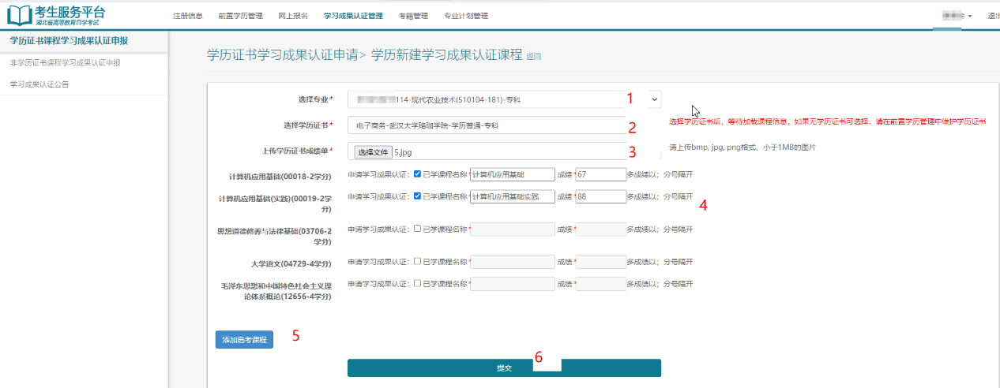 考生服务平台
湖北省高等教育自学考试
注册信息 前置学历管理 网上报名 学习成果认证管理 考籍管理 专业计划管理
退出
学历证书课程学习成果认证申报
非学历证书课程学习成果认证申报
学习成果认证公告
学历证书学习成果认证申请> 学历新建学习成果认证课程 返回
选择专业* 114-现代农业技术(510104-181)-专科 1
选择学历证书* 电子商务-武汉大学珞珈学院-学历普通-专科 2 选择学历证书后，等待加载课程信息，如果无学历证书可选择，请在前置学历管理中维护学历证书
上传学历证书成绩单* 选择文件 5.jpg 3 请上传bmp, jpg, png格式、小于1MB的图片
计算机应用基础(00018-2学分) 申请学习成果认证: 已学课程名称* 计算机应用基础 成绩* 67 多成绩以；分号隔开
计算机应用基础(实践)(00019-2学分) 申请学习成果认证: 已学课程名称* 计算机应用基础实践 成绩* 88 多成绩以；分号隔开
4
思想道德修养与法律基础(03706-2学分) 申请学习成果认证: 已学课程名称* 成绩* 多成绩以；分号隔开
大学语文(04729-4学分) 申请学习成果认证: 已学课程名称* 成绩* 多成绩以；分号隔开
毛泽东思想和中国特色社会主义理论体系概论(12656-4学分) 申请学习成果认证: 已学课程名称* 成绩* 多成绩以；分号隔开
添加选考课程 5
提交 6